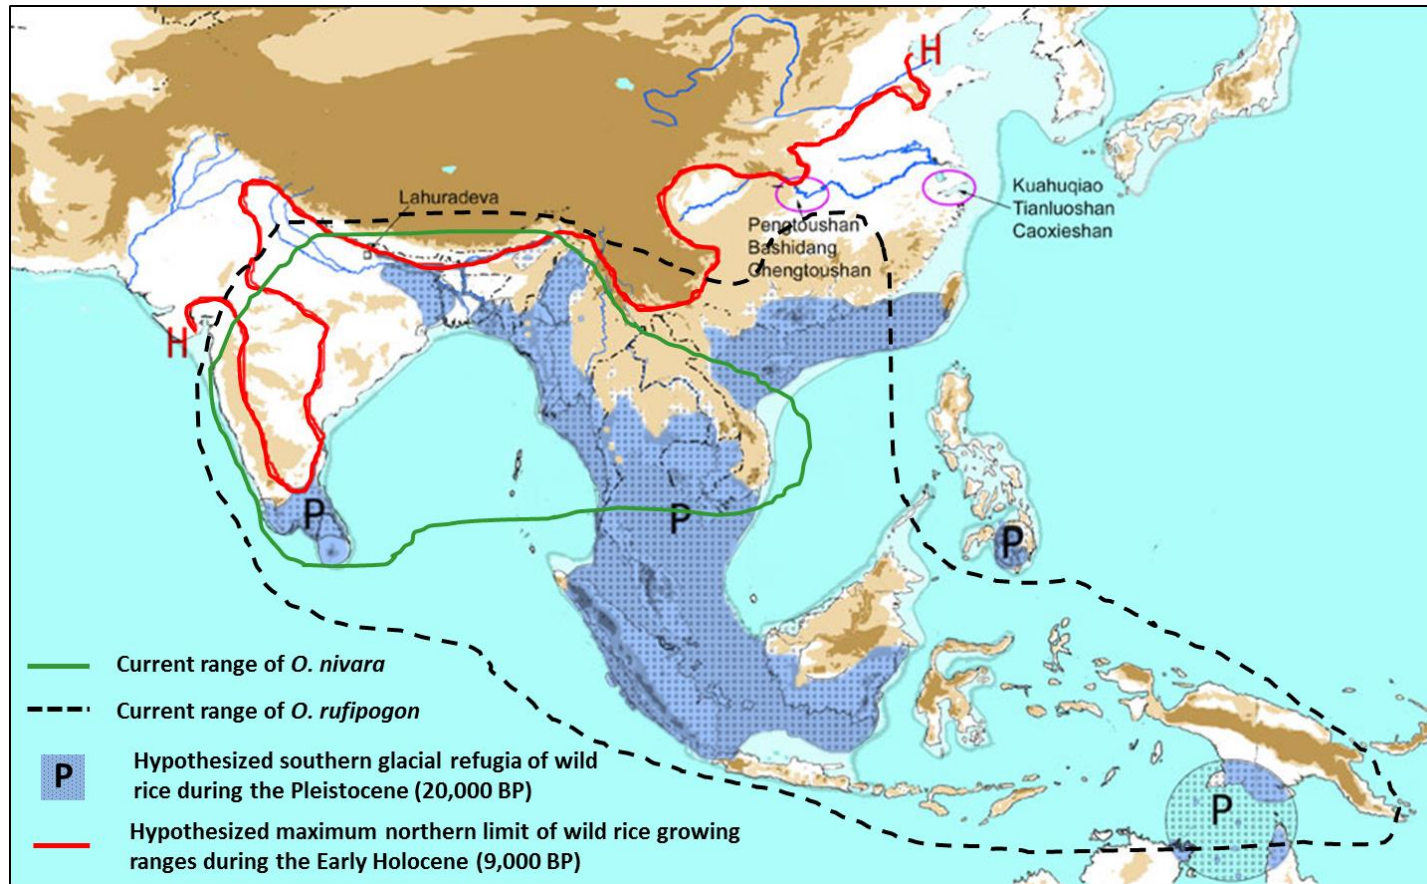 H
Lahuradeva
Kuahuqiao
Tianluoshan
Caoxieshan
Pengtoushan
Bashidang
Chengtoushan
H
P
P
P
Current range of O. nivara
Current range of O. rufipogon
P
Hypothesized southern glacial refugia of wild
rice during the Pleistocene (20,000 BP)
P
Hypothesized maximum northern limit of wild rice growing
ranges during the Early Holocene (9,000 BP)